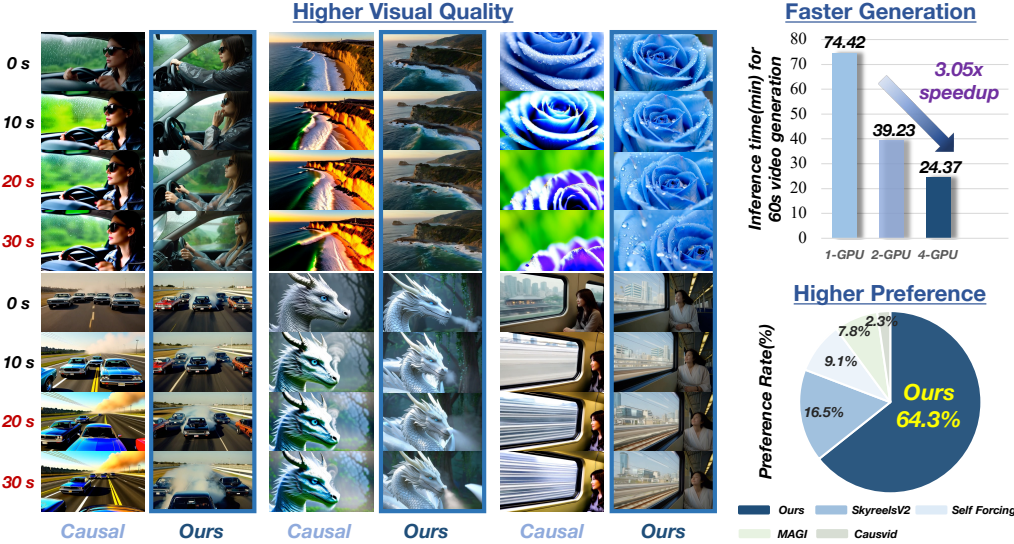 Higher Visual Quality
0 s
10 s
20 s
30 s
0 s
10 s
20 s
30 s
Causal
Ours
Causal
Ours
Causal
Ours
Faster Generation
Inference time(min) for
60s video generation
80
70
60
50
40
30
20
10
0
74.42
39.23
24.37
3.05x
speedup
1-GPU
2-GPU
4-GPU
Higher Preference
Preference Rate(%)
2.3%
7.8%
9.1%
16.5%
Ours
64.3%
Ours
SkyreelsV2
Self Forcing
MAGI
Causvid